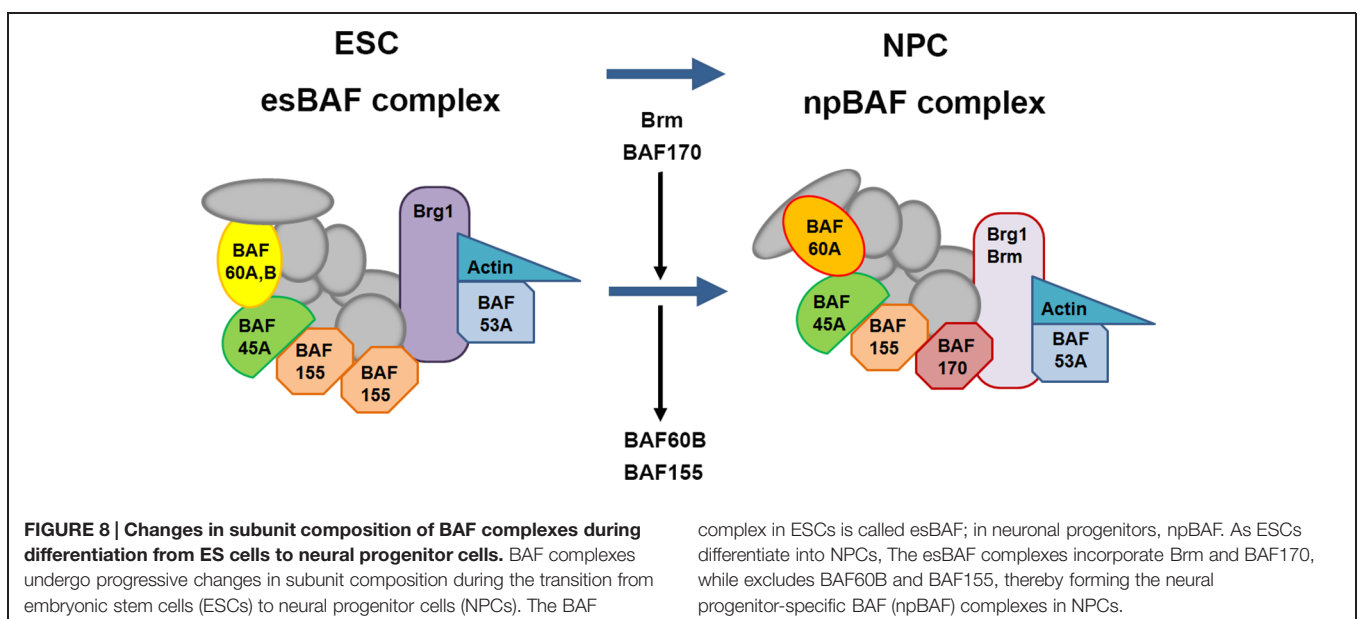 ESC
esBAF complex
NPC
npBAF complex
Brm
BAF170
Brg1
BAF
60A,B
Actin
BAF
53A
BAF
45A
BAF
155
BAF
155
BAF
60A
Brg1
Brm
BAF
45A
Actin
BAF
155
BAF
170
BAF
53A
BAF60B
BAF155
FIGURE 8 | Changes in subunit composition of BAF complexes during
differentiation from ES cells to neural progenitor cells. BAF complexes
undergo progressive changes in subunit composition during the transition from
embryonic stem cells (ESCs) to neural progenitor cells (NPCs). The BAF
complex in ESCs is called esBAF; in neuronal progenitors, npBAF. As ESCs
differentiate into NPCs, The esBAF complexes incorporate Brm and BAF170,
while excludes BAF60B and BAF155, thereby forming the neural
progenitor-specific BAF (npBAF) complexes in NPCs.